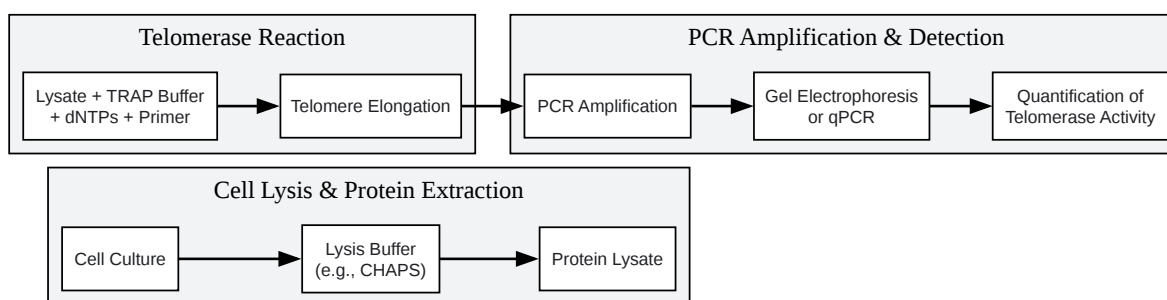 Telomerase Reaction
Lysate + TRAP Buffer
+ dNTPs + Primer
Telomere Elongation
PCR Amplification & Detection
PCR Amplification
Gel Electrophoresis
or qPCR
Quantification of
Telomerase Activity
Cell Lysis & Protein Extraction
Cell Culture
Lysis Buffer
(e.g., CHAPS)
Protein Lysate